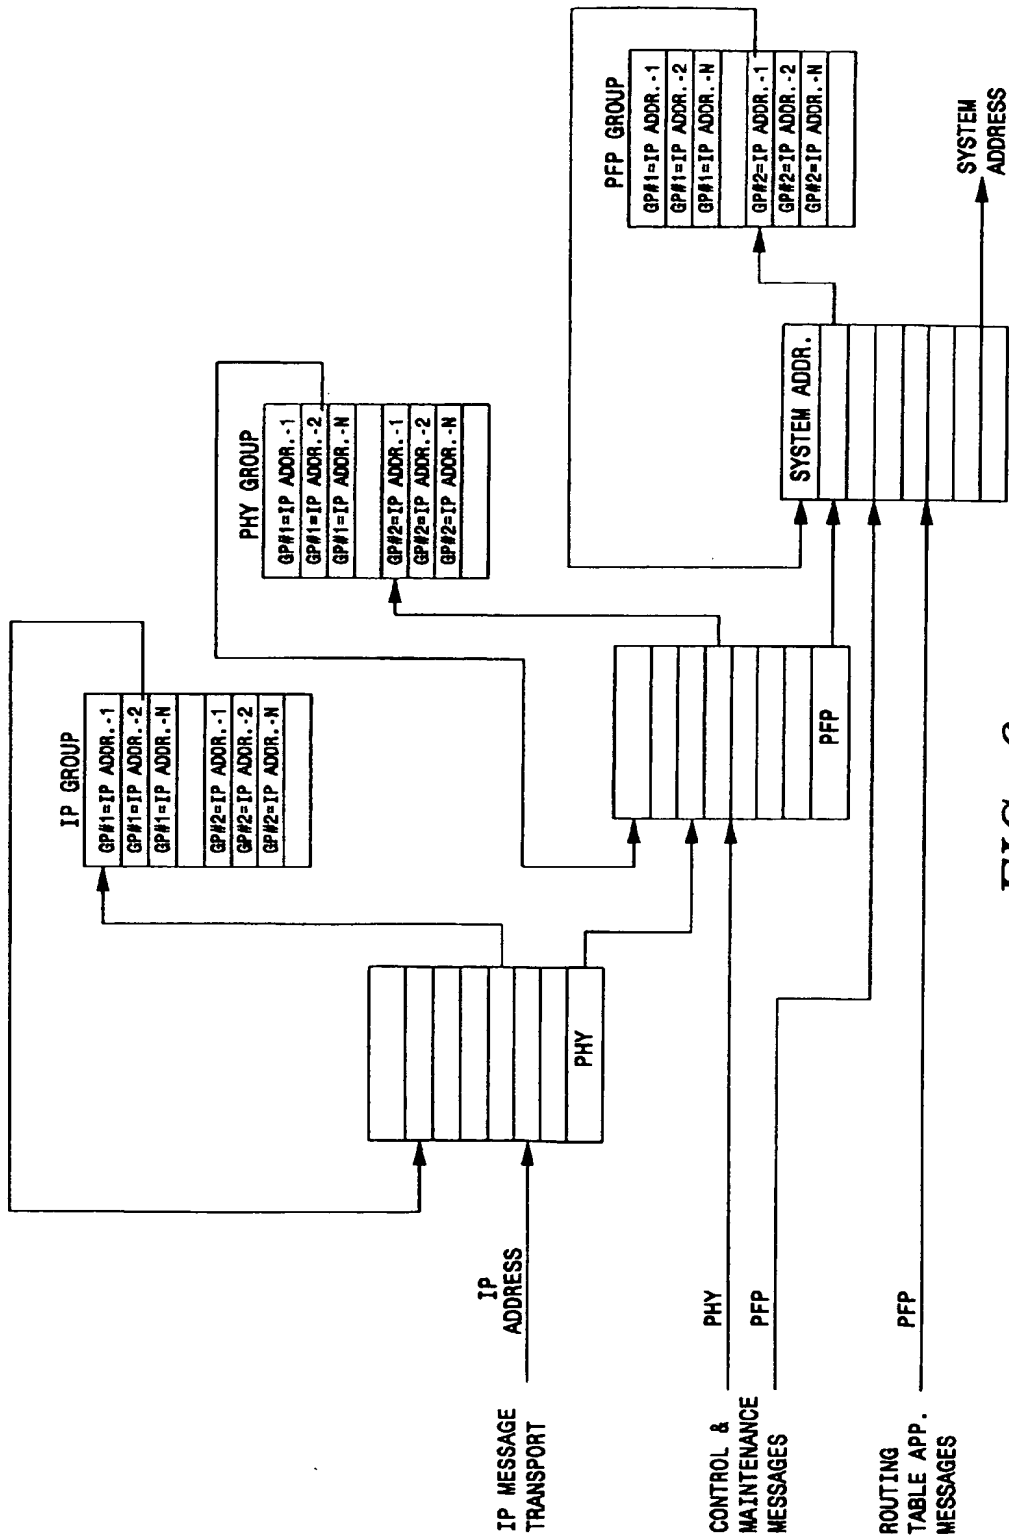 IP GROUP
GP#1=IP ADDR.-1
GP#1=IP ADDR.-2
GP#1=IP ADDR.-N
GP#2=IP ADDR.-1
GP#2=IP ADDR.-2
GP#2=IP ADDR.-N
PHY GROUP
GP#1=IP ADDR.-1
GP#1=IP ADDR.-2
GP#1=IP ADDR.-N
GP#2=IP ADDR.-1
GP#2=IP ADDR.-2
GP#2=IP ADDR.-N
PFP GROUP
GP#1=IP ADDR.-1
GP#1=IP ADDR.-2
GP#1=IP ADDR.-N
GP#2=IP ADDR.-1
GP#2=IP ADDR.-2
GP#2=IP ADDR.-N
IP MESSAGE
TRANSPORT
IP
ADDRESS
PHY
PFP
SYSTEM ADDR.
SYSTEM
ADDRESS
CONTROL &
MAINTENANCE
MESSAGES
PHY
PFP
ROUTING
TABLE APP.
MESSAGES
PFP